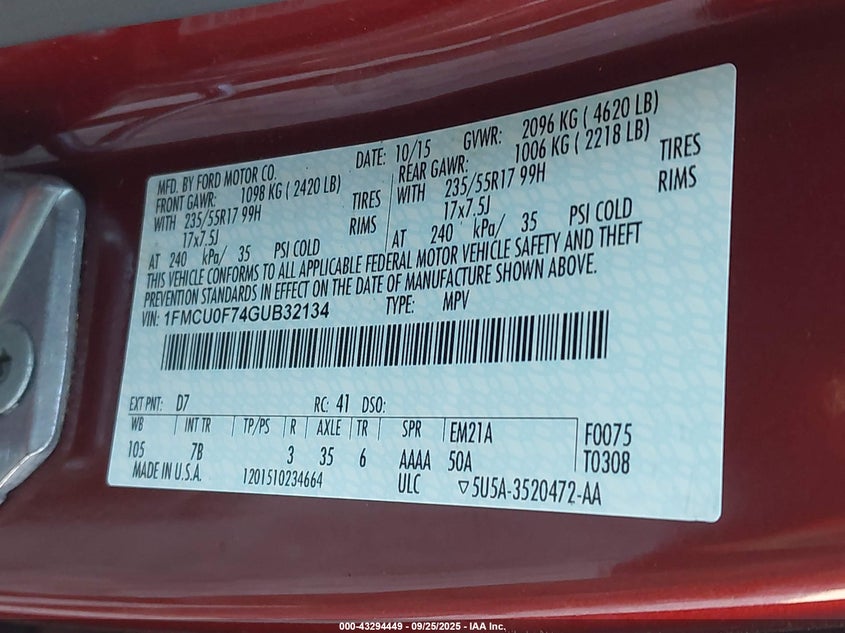 MFD. BY FORD MOTOR CO. DATE: 10/15 GVWR: 2096 KG ( 4620 LB)
FRONT GAWR: 1098 KG ( 2420 LB) REAR GAWR: 1006 KG ( 2218 LB)
WITH 235/55R17 99H TIRES WITH 235/55R17 99H TIRES
17x7.5J RIMS 17x7.5J RIMS
AT 240 kPa/ 35 PSI COLD AT 240 kPa/ 35 PSI COLD
THIS VEHICLE CONFORMS TO ALL APPLICABLE FEDERAL MOTOR VEHICLE SAFETY AND THEFT
PREVENTION STANDARDS IN EFFECT ON THE DATE OF MANUFACTURE SHOWN ABOVE.
VIN: 1FMCU0F74GUB32134 TYPE: MPV
EXT PNT: D7 RC: 41 DSO:
WB INT TR TP/PS R AXLE TR SPR EM21A F0075
105 7B 3 35 6 AAAA 50A T0308
MADE IN U.S.A. 1201510234664 ULC ▽5U5A-3520472-AA
000-43294449 - 09/25/2025 - IAA Inc.